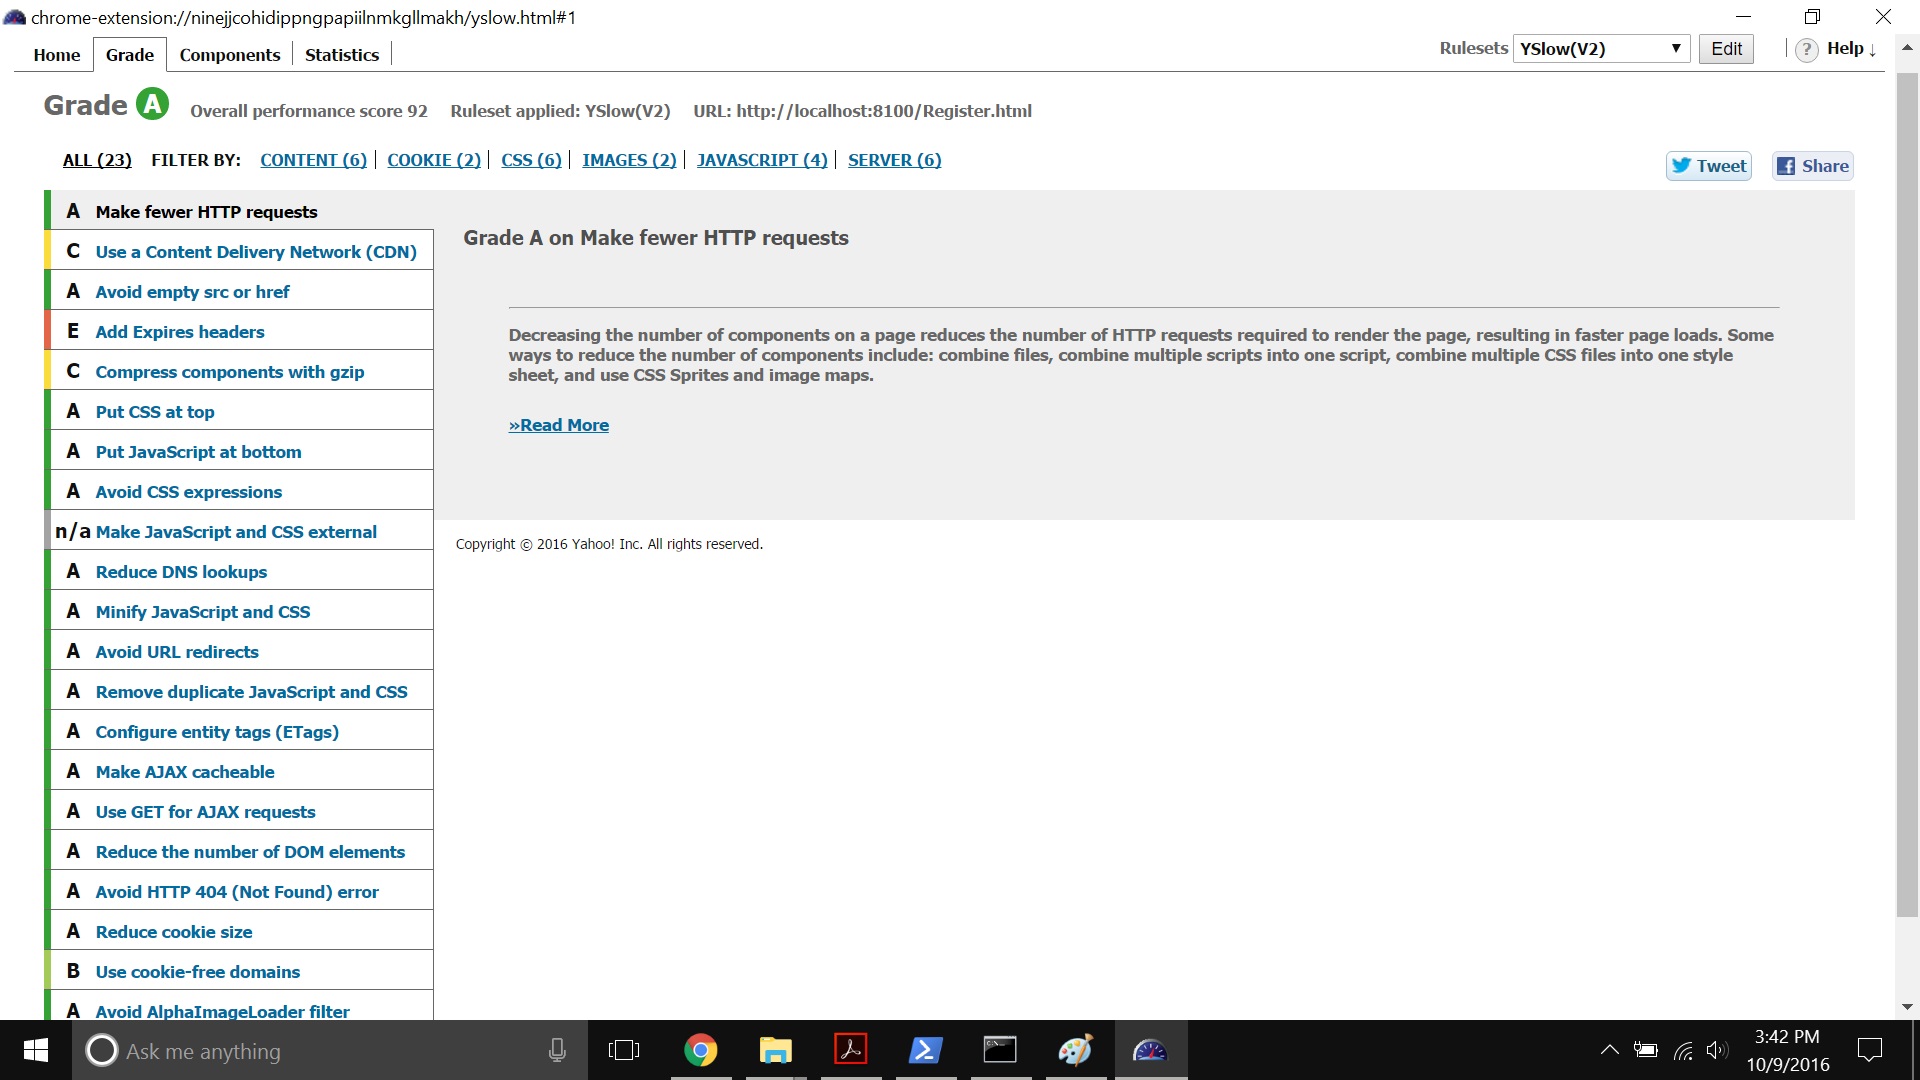 chrome-extension://ninejjcohidippngpapiilnmkgllmakh/yslow.html#1
Home Grade Components Statistics
Rulesets YSlow(V2) Edit ? Help ↓
Grade A Overall performance score 92 Ruleset applied: YSlow(V2) URL: http://localhost:8100/Register.html
ALL (23) FILTER BY: CONTENT (6) COOKIE (2) CSS (6) IMAGES (2) JAVASCRIPT (4) SERVER (6)
Tweet Share
A Make fewer HTTP requests
C Use a Content Delivery Network (CDN)
A Avoid empty src or href
E Add Expires headers
C Compress components with gzip
A Put CSS at top
A Put JavaScript at bottom
A Avoid CSS expressions
n/a Make JavaScript and CSS external
A Reduce DNS lookups
A Minify JavaScript and CSS
A Avoid URL redirects
A Remove duplicate JavaScript and CSS
A Configure entity tags (ETags)
A Make AJAX cacheable
A Use GET for AJAX requests
A Reduce the number of DOM elements
A Avoid HTTP 404 (Not Found) error
A Reduce cookie size
B Use cookie-free domains
A Avoid AlphaImageLoader filter
Grade A on Make fewer HTTP requests
Decreasing the number of components on a page reduces the number of HTTP requests required to render the page, resulting in faster page loads. Some
ways to reduce the number of components include: combine files, combine multiple scripts into one script, combine multiple CSS files into one style
sheet, and use CSS Sprites and image maps.
»Read More
Copyright © 2016 Yahoo! Inc. All rights reserved.
Ask me anything
3:42 PM
10/9/2016